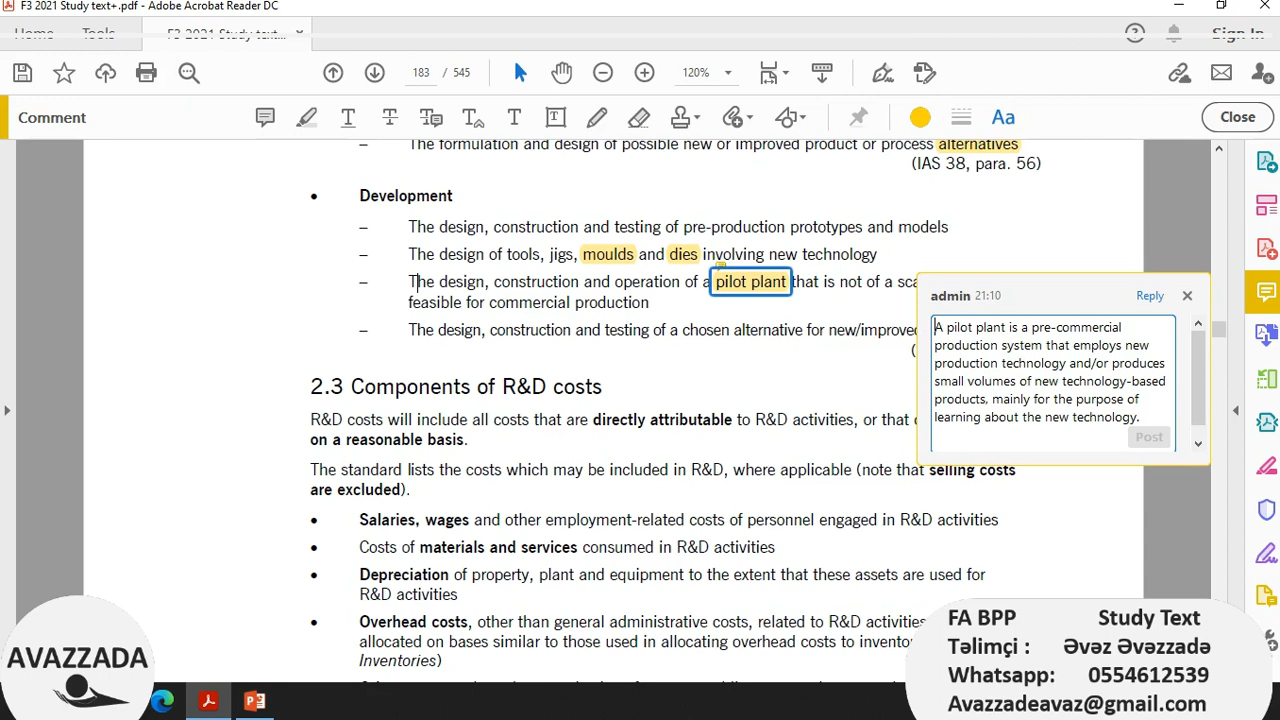 F3 2021 Study text+.pdf - Adobe Acrobat Reader DC
Home Tools F3 2021 Study text...
Sign In
183 / 545
120%
Comment
Close
The formulation and design of possible new or improved product or process alternatives
(IAS 38, para. 56)
• Development
– The design, construction and testing of pre-production prototypes and models
– The design of tools, jigs, moulds and dies involving new technology
– The design, construction and operation of a pilot plant that is not of a sca
feasible for commercial production
– The design, construction and testing of a chosen alternative for new/improved
admin 21:10 Reply
A pilot plant is a pre-commercial
production system that employs new
production technology and/or produces
small volumes of new technology-based
products, mainly for the purpose of
learning about the new technology.
Post
2.3 Components of R&D costs
R&D costs will include all costs that are directly attributable to R&D activities, or that
on a reasonable basis.
The standard lists the costs which may be included in R&D, where applicable (note that selling costs
are excluded).
• Salaries, wages and other employment-related costs of personnel engaged in R&D activities
• Costs of materials and services consumed in R&D activities
• Depreciation of property, plant and equipment to the extent that these assets are used for
R&D activities
• Overhead costs, other than general administrative costs, related to R&D activities
allocated on bases similar to those used in allocating overhead costs to invento
Inventories)
AVAZZADA
FA BPP Study Text
Təlimçi : Əvəz Əvəzzadə
Whatsapp: 0554612539
Avazzadeavaz@gmail.com